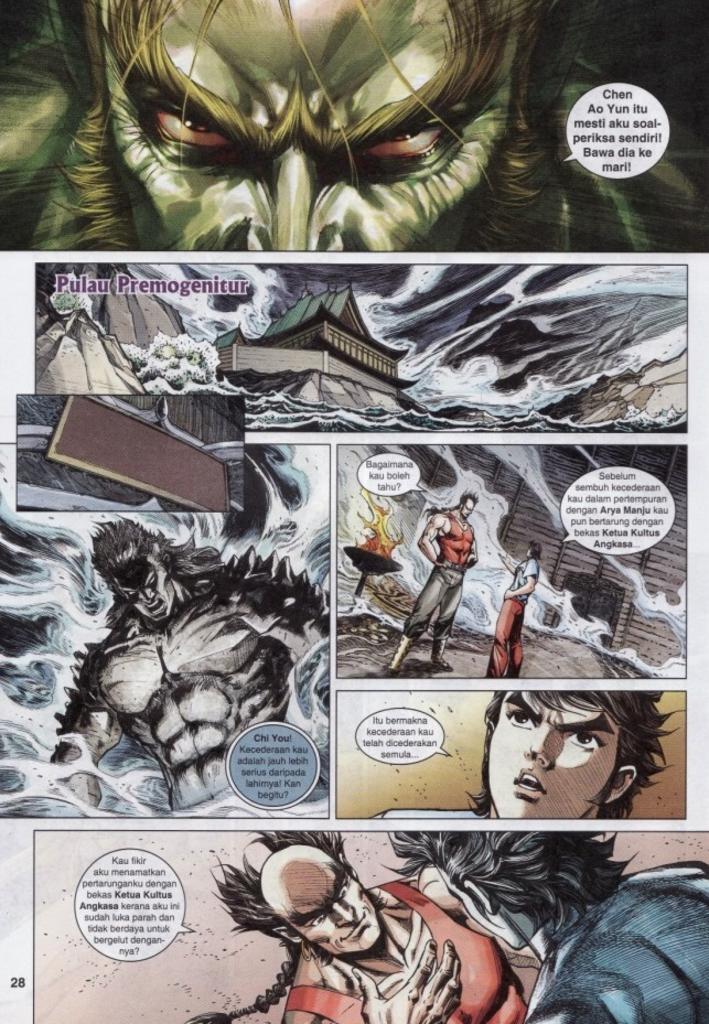 Chen
Ao Yun itu
mesti aku soal-
periksa sendiri!
Bawa dia ke
mari!
Pulau Premogenitur
Bagaimana
kau boleh
tahu?
Sebelum
sembuh kecederaan
kau dalam pertempuran
dengan Arya Manju kau
pun bertarung dengan
bekas Ketua Kultus
Angkasa...
Chi You!
Kecederaan kau
adalah jauh lebih
serius daripada
lahirnya! Kan
begitu?
Itu bermakna
kecederaan kau
telah dicederakan
semula...
Kau fikir
aku menamatkan
pertarunganku dengan
bekas Ketua Kultus
Angkasa kerana aku ini
sudah luka parah dan
tidak berdaya untuk
bergelut dengan-
nya?
28